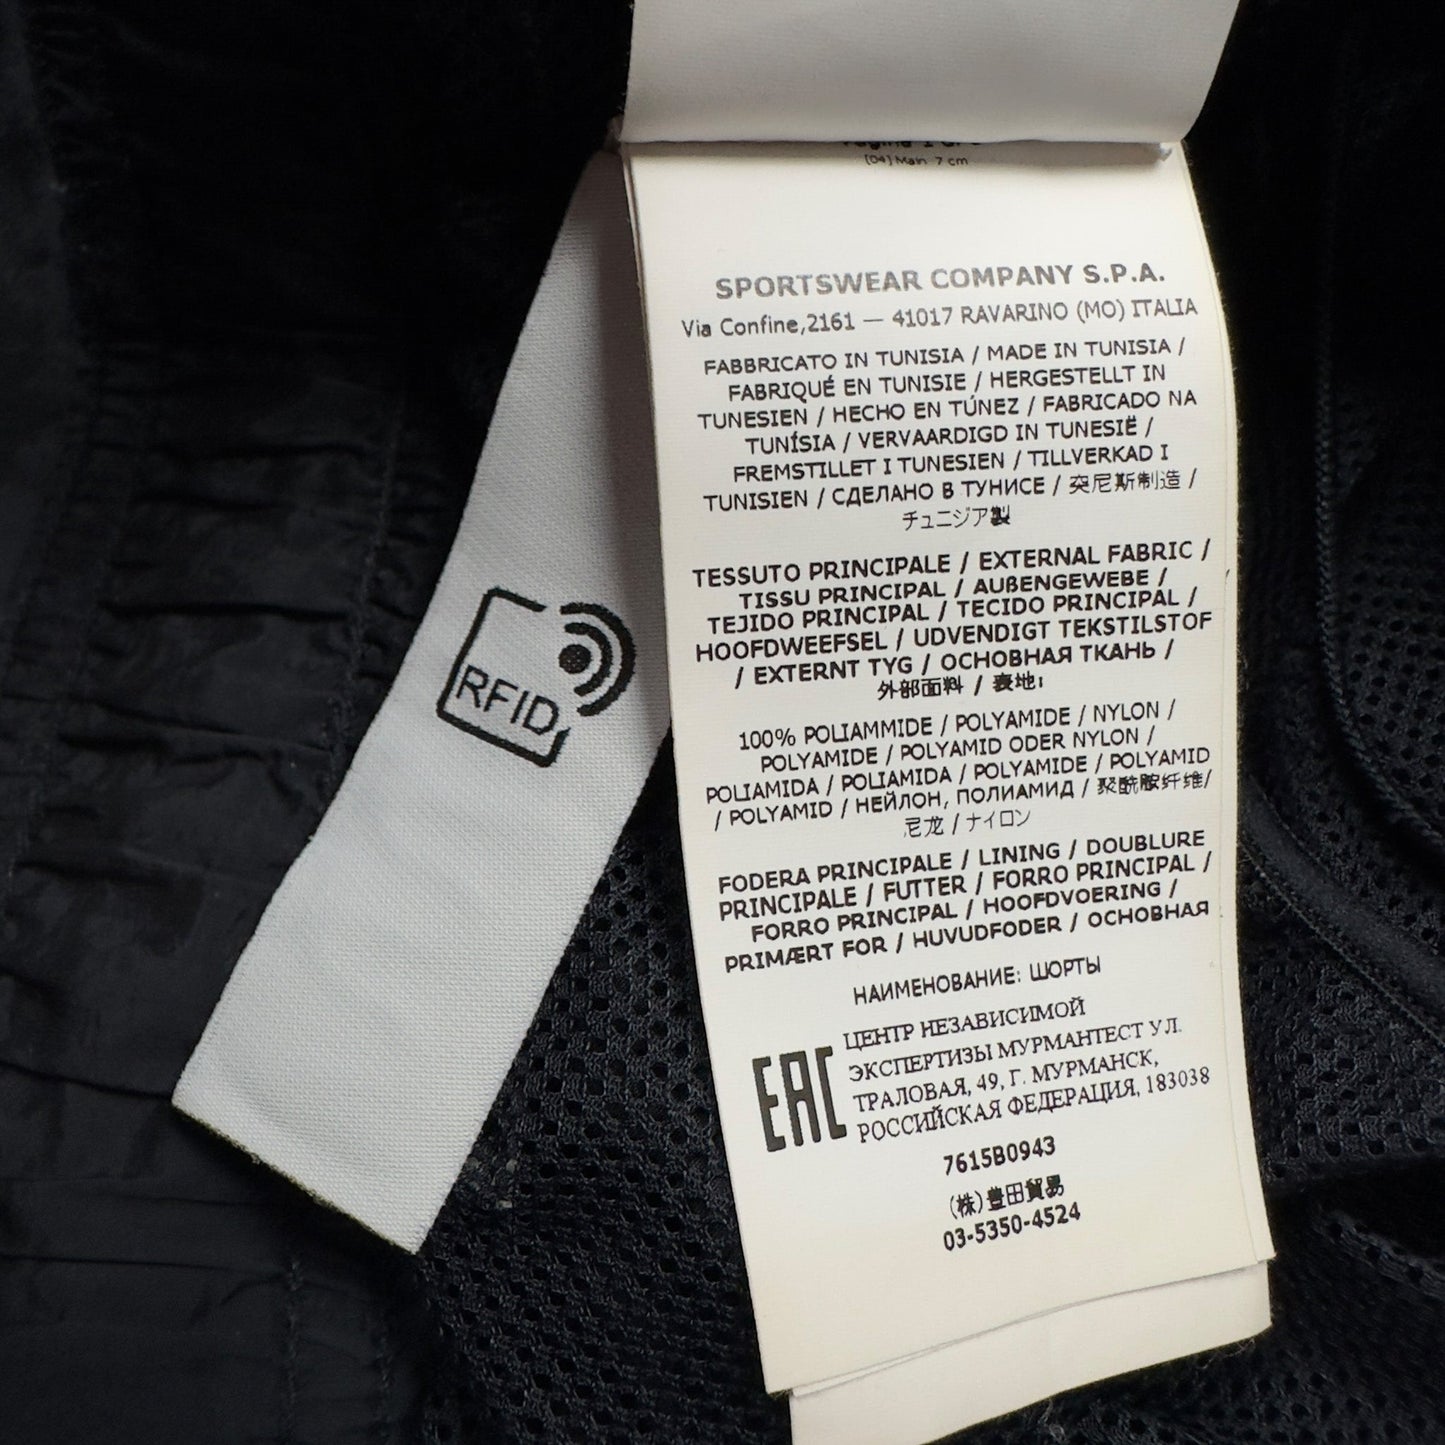 [04] Main 7 cm
SPORTSWEAR COMPANY S.P.A.
Via Confine,2161 — 41017 RAVARINO (MO) ITALIA
FABBRICATO IN TUNISIA / MADE IN TUNISIA /
FABRIQUÉ EN TUNISIE / HERGESTELLT IN
TUNESIEN / HECHO EN TÚNEZ / FABRICADO NA
TUNÍSIA / VERVAARDIGD IN TUNESIË /
FREMSTILLET I TUNESIEN / TILLVERKAD I
TUNISIEN / СДЕЛАНО В ТУНИСЕ / 突尼斯制造 /
チュニジア製
TESSUTO PRINCIPALE / EXTERNAL FABRIC /
TISSU PRINCIPAL / AUßENGEWEBE /
TEJIDO PRINCIPAL / TECIDO PRINCIPAL /
HOOFDWEEFSEL / UDVENDIGT TEKSTILSTOF
/ EXTERNT TYG / ОСНОВНАЯ ТКАНЬ /
外部面料 / 表地:
100% POLIAMMIDE / POLYAMIDE / NYLON /
POLYAMIDE / POLYAMID ODER NYLON /
POLIAMIDA / POLIAMIDA / POLYAMIDE / POLYAMID
/ POLYAMID / НЕЙЛОН, ПОЛИАМИД / 聚酰胺纤维/
尼龙 / ナイロン
FODERA PRINCIPALE / LINING / DOUBLURE
PRINCIPALE / FUTTER / FORRO PRINCIPAL /
FORRO PRINCIPAL / HOOFDVOERING /
PRIMÆRT FOR / HUVUDFODER / ОСНОВНАЯ
НАИМЕНОВАНИЕ: ШОРТЫ
ЦЕНТР НЕЗАВИСИМОЙ
ЭКСПЕРТИЗЫ МУРМАНТЕСТ УЛ.
ТРАЛОВАЯ, 49, Г. МУРМАНСК,
РОССИЙСКАЯ ФЕДЕРАЦИЯ, 183038
EAC
7615B0943
(株)豊田貿易
03-5350-4524
RFID